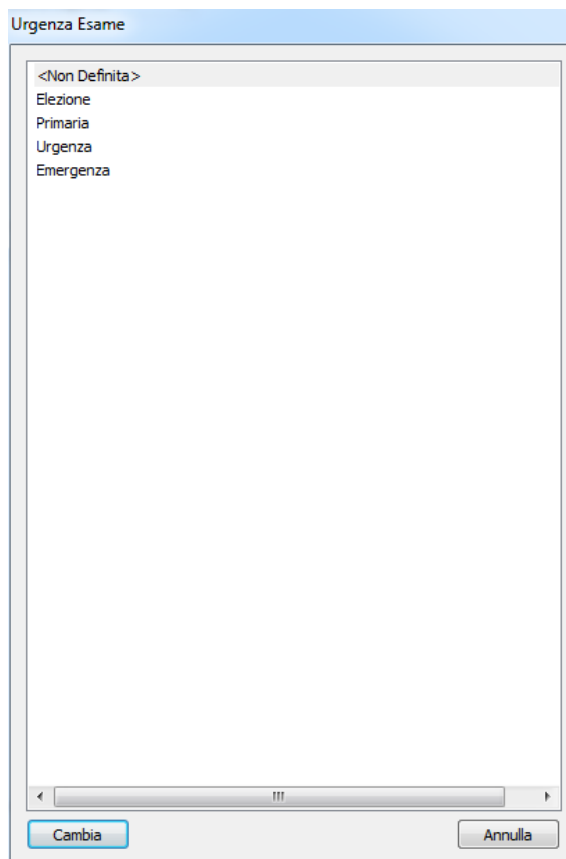 Urgenza Esame
<Non Definita>
Elezione
Primaria
Urgenza
Emergenza
Cambia
Annulla